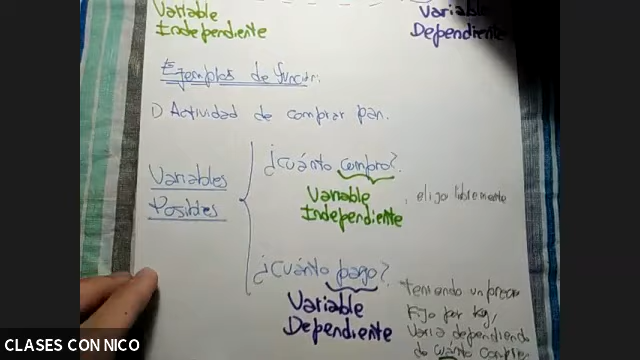 Variable
Independiente
Variable
Dependiente
Ejemplos de función:
1) Actividad de comprar pan.
Variables
Posibles
¿Cuánto compro?
Variable
Independiente
, elijo libremente
¿Cuánto pago?
Variable
Dependiente
teniendo un precio
Fijo por kg,
Varía dependiendo
de cuánto compre
CLASES CON NICO